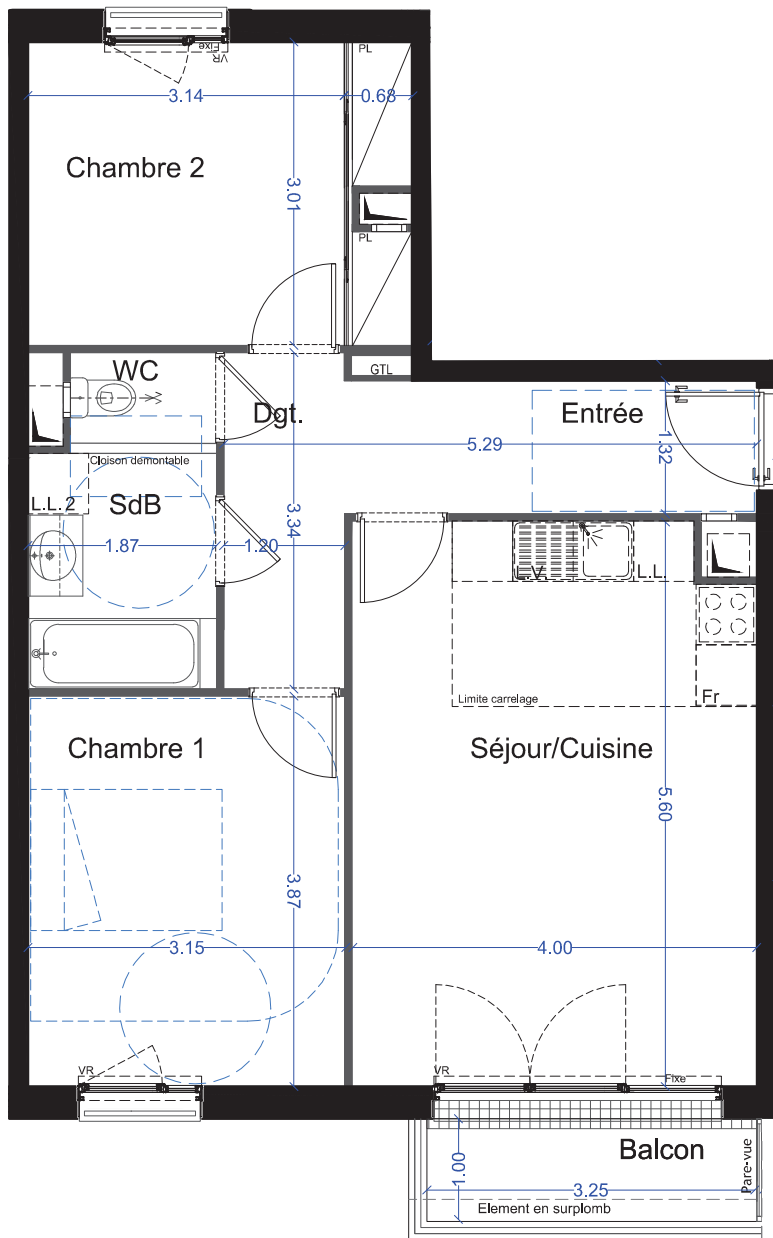 Fixe
VR
PL
3.14
0.68
Chambre 2
3.01
PL
WC
GTL
Dgt.
Entrée
5.29
1.32
Cloison demontable
L.L. 2
SdB
3.34
1.87
1.20
L.V.
L.L.
Limite carrelage
Fr
Chambre 1
Séjour/Cuisine
5.60
3.87
3.15
4.00
VR
VR
Fixe
Balcon
Pare-vue
1.00
3.25
Element en surplomb